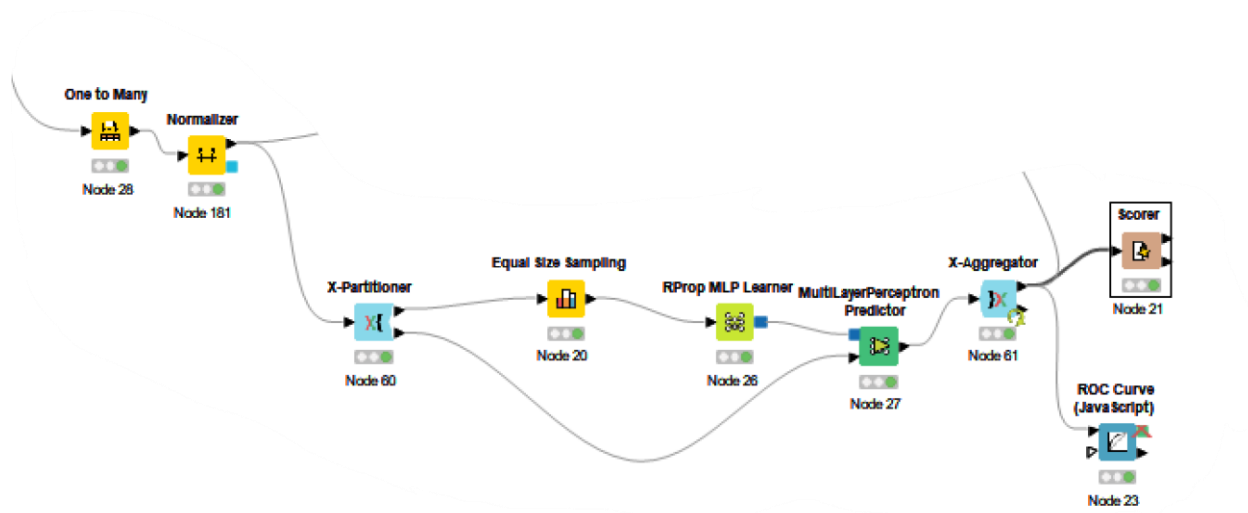 One to Many
Node 28
Normalizer
Node 181
X-Partitioner
Node 60
Equal Size Sampling
Node 20
RProp MLP Learner
Node 26
MultiLayerPerceptron
Predictor
Node 27
X-Aggregator
Node 61
Scorer
Node 21
ROC Curve
(JavaScript)
Node 23